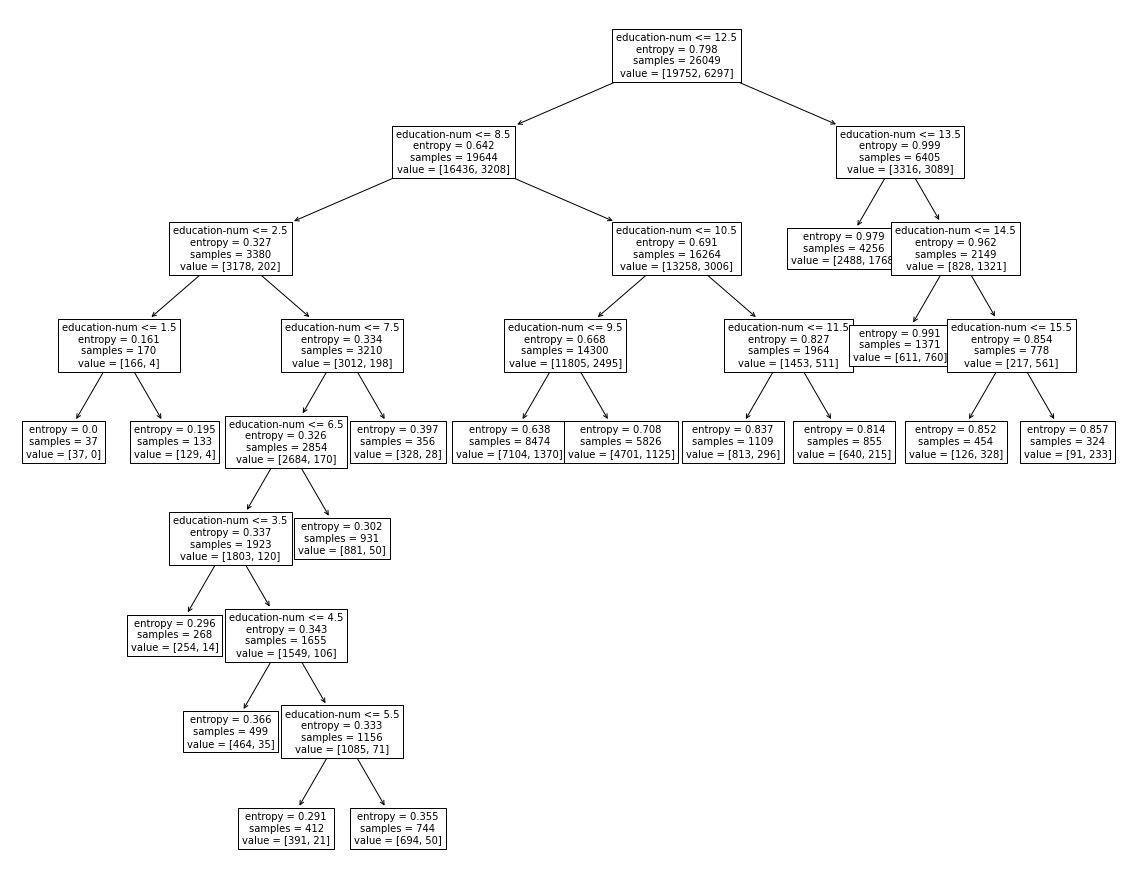 education-num <= 12.5
entropy = 0.798
samples = 26049
value = [19752, 6297]
education-num <= 8.5
entropy = 0.642
samples = 19644
value = [16436, 3208]
education-num <= 13.5
entropy = 0.999
samples = 6405
value = [3316, 3089]
education-num <= 2.5
entropy = 0.327
samples = 3380
value = [3178, 202]
education-num <= 10.5
entropy = 0.691
samples = 16264
value = [13258, 3006]
entropy = 0.979
samples = 4256
value = [2488, 1768
education-num <= 14.5
entropy = 0.962
samples = 2149
value = [828, 1321]
education-num <= 1.5
entropy = 0.161
samples = 170
value = [166, 4]
education-num <= 7.5
entropy = 0.334
samples = 3210
value = [3012, 198]
education-num <= 9.5
entropy = 0.668
samples = 14300
value = [11805, 2495]
education-num <= 11.5
entropy = 0.827
samples = 1964
value = [1453, 511]
entropy = 0.991
samples = 1371
value = [611, 760]
education-num <= 15.5
entropy = 0.854
samples = 778
value = [217, 561]
entropy = 0.0
samples = 37
value = [37, 0]
entropy = 0.195
samples = 133
value = [129, 4]
education-num <= 6.5
entropy = 0.326
samples = 2854
value = [2684, 170]
entropy = 0.397
samples = 356
value = [328, 28]
entropy = 0.638
samples = 8474
value = [7104, 1370]
entropy = 0.708
samples = 5826
value = [4701, 1125]
entropy = 0.837
samples = 1109
value = [813, 296]
entropy = 0.814
samples = 855
value = [640, 215]
entropy = 0.852
samples = 454
value = [126, 328]
entropy = 0.857
samples = 324
value = [91, 233]
education-num <= 3.5
entropy = 0.337
samples = 1923
value = [1803, 120]
entropy = 0.302
samples = 931
value = [881, 50]
entropy = 0.296
samples = 268
value = [254, 14]
education-num <= 4.5
entropy = 0.343
samples = 1655
value = [1549, 106]
entropy = 0.366
samples = 499
value = [464, 35]
education-num <= 5.5
entropy = 0.333
samples = 1156
value = [1085, 71]
entropy = 0.291
samples = 412
value = [391, 21]
entropy = 0.355
samples = 744
value = [694, 50]